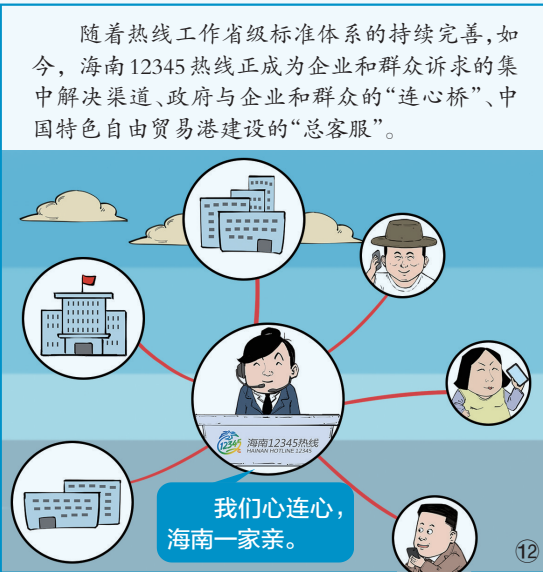 随着热线工作省级标准体系的持续完善,如
今，海南12345热线正成为企业和群众诉求的集
中解决渠道、政府与企业和群众的“连心桥”、中
国特色自由贸易港建设的“总客服”。
12345 海南12345热线
HAINAN HOTLINE 12345
我们心连心，
海南一家亲。
⑫